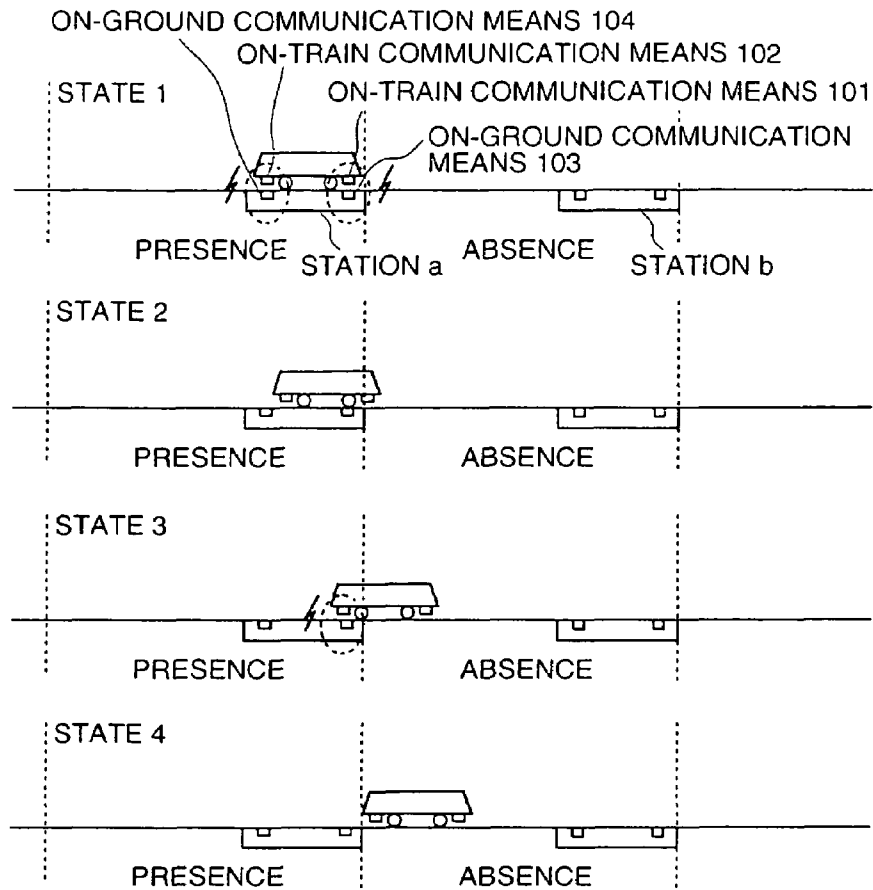 ON-GROUND COMMUNICATION MEANS 104
ON-TRAIN COMMUNICATION MEANS 102
STATE 1
ON-TRAIN COMMUNICATION MEANS 101
ON-GROUND COMMUNICATION
MEANS 103
PRESENCE
STATION a
ABSENCE
STATION b
STATE 2
PRESENCE
ABSENCE
STATE 3
PRESENCE
ABSENCE
STATE 4
PRESENCE
ABSENCE